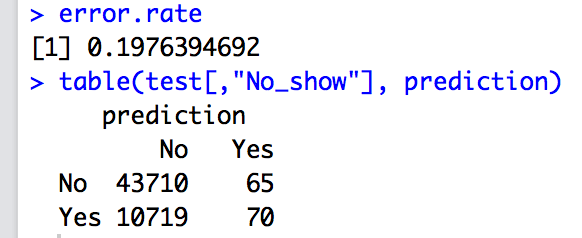 > error.rate
[1] 0.1976394692
> table(test[,"No_show"], prediction)
prediction
No Yes
No 43710 65
Yes 10719 70